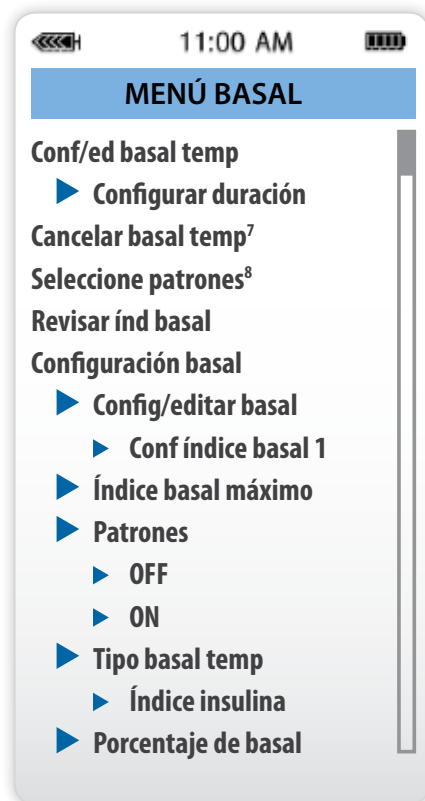 11:00 AM
MENÚ BASAL
Conf/ed basal temp
Configurar duración
Cancelar basal temp⁷
Seleccione patrones⁸
Revisar índ basal
Configuración basal
Config/editar basal
Conf índice basal 1
Índice basal máximo
Patrones
OFF
ON
Tipo basal temp
Índice insulina
Porcentaje de basal